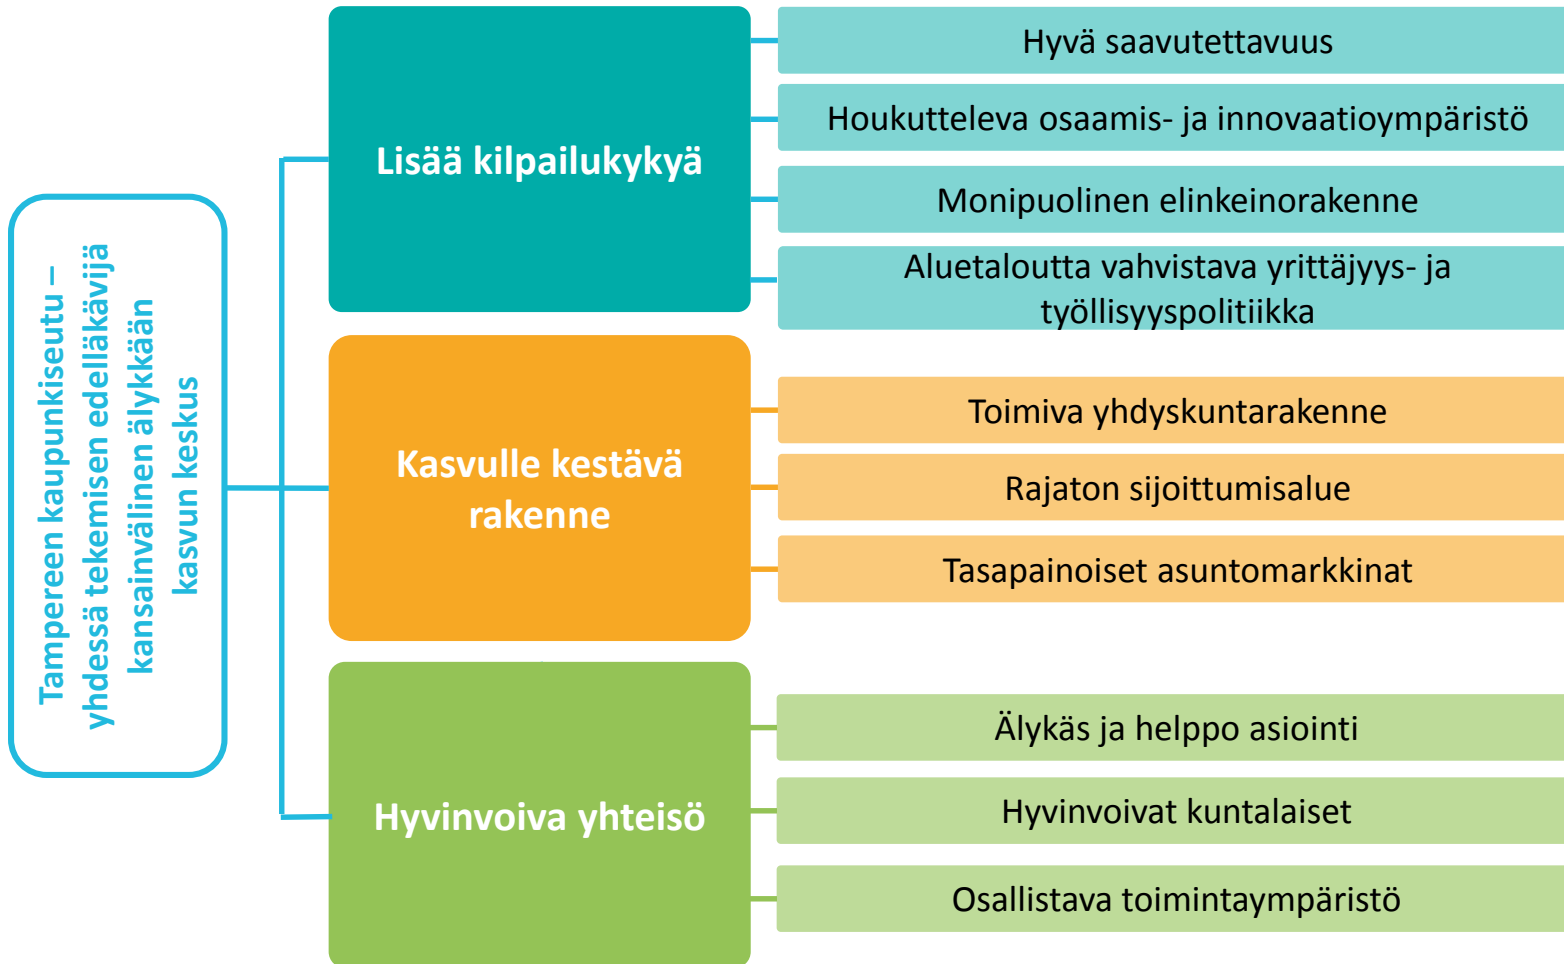 Tampereen kaupunkiseutu –
yhdessä tekemisen edelläkävijä
kansainvälinen älykkään
kasvun keskus
Lisää kilpailukykyä
Hyvä saavutettavuus
Houkutteleva osaamis- ja innovaatioympäristö
Monipuolinen elinkeinorakenne
Aluetaloutta vahvistava yrittäjyys- ja
työllisyyspolitiikka
Kasvulle kestävä
rakenne
Toimiva yhdyskuntarakenne
Rajaton sijoittumisalue
Tasapainoiset asuntomarkkinat
Hyvinvoiva yhteisö
Älykäs ja helppo asiointi
Hyvinvoivat kuntalaiset
Osallistava toimintaympäristö